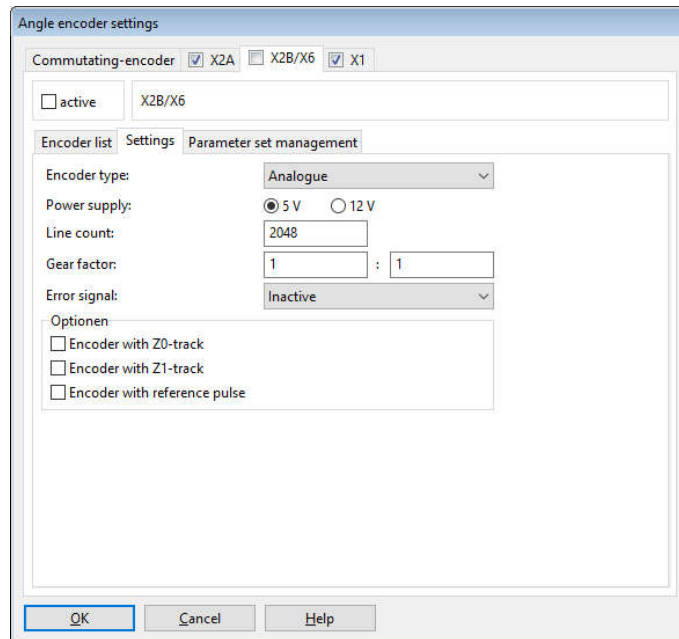 Angle encoder settings
Commutating-encoder X2A X2B/X6 X1
active X2B/X6
Encoder list Settings Parameter set management
Encoder type: Analogue
Power supply: 5 V 12 V
Line count: 2048
Gear factor: 1 : 1
Error signal: Inactive
Optionen
Encoder with Z0-track
Encoder with Z1-track
Encoder with reference pulse
OK Cancel Help